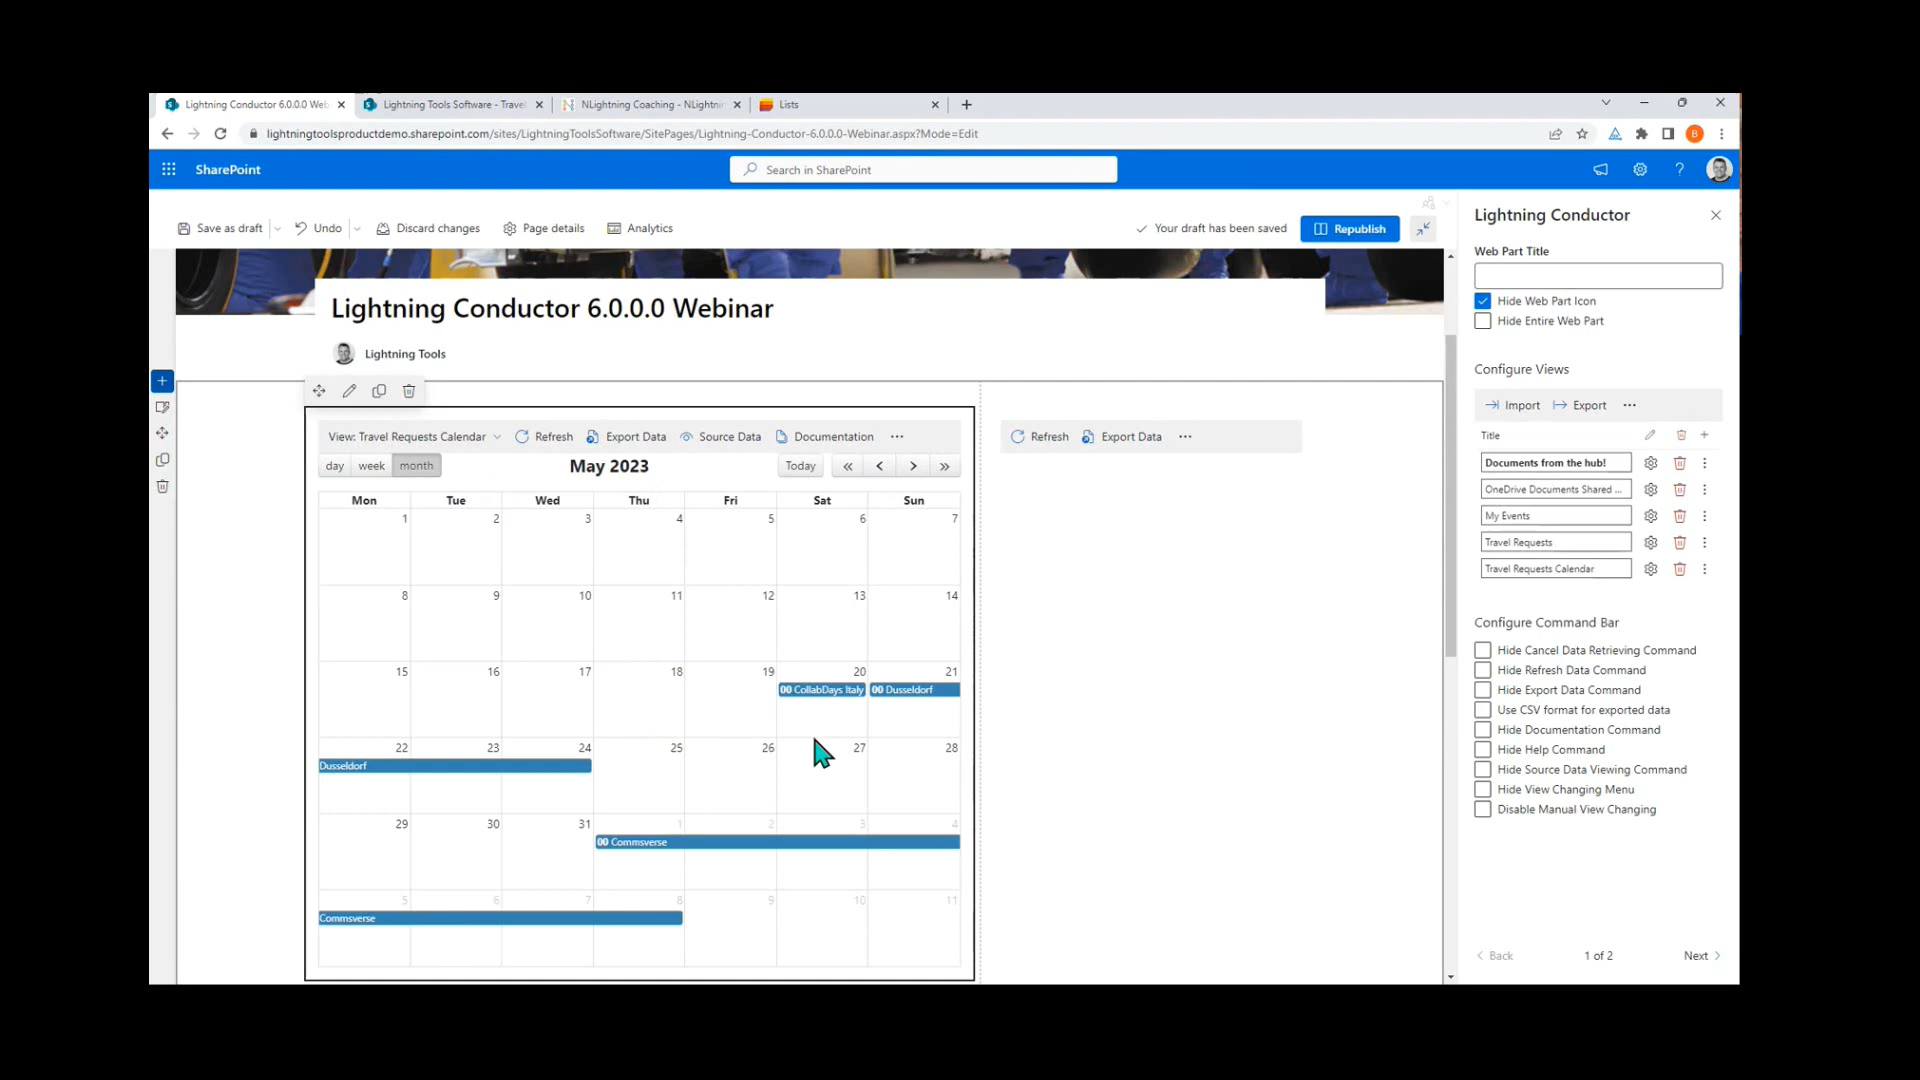 Lightning Conductor 6.0.0.0 Web
Lightning Tools Software - Trave
NLightning Coaching - NLightni
Lists
lightningtoolsproductdemo.sharepoint.com/sites/LightningToolsSoftware/SitePages/Lightning-Conductor-6.0.0.0-Webinar.aspx?Mode=Edit
B
SharePoint
Search in SharePoint
?
Save as draft
Undo
Discard changes
Page details
Analytics
Your draft has been saved
Republish
Lightning Conductor 6.0.0.0 Webinar
Lightning Tools
View: Travel Requests Calendar
Refresh
Export Data
Source Data
Documentation
...
day week month
May 2023
Today
« < > »
Mon Tue Wed Thu Fri Sat Sun
1 2 3 4 5 6 7
8 9 10 11 12 13 14
15 16 17 18 19 20 21
00 CollabDays Italy
00 Dusseldorf
22 23 24 25 26 27 28
Dusseldorf
29 30 31 1 2 3 4
00 Commsverse
5 6 7 8 9 10 11
Commsverse
Refresh
Export Data
...
Lightning Conductor
Web Part Title
Hide Web Part Icon
Hide Entire Web Part
Configure Views
Import
Export
...
Title
Documents from the hub!
OneDrive Documents Shared ...
My Events
Travel Requests
Travel Requests Calendar
Configure Command Bar
Hide Cancel Data Retrieving Command
Hide Refresh Data Command
Hide Export Data Command
Use CSV format for exported data
Hide Documentation Command
Hide Help Command
Hide Source Data Viewing Command
Hide View Changing Menu
Disable Manual View Changing
Back
1 of 2
Next